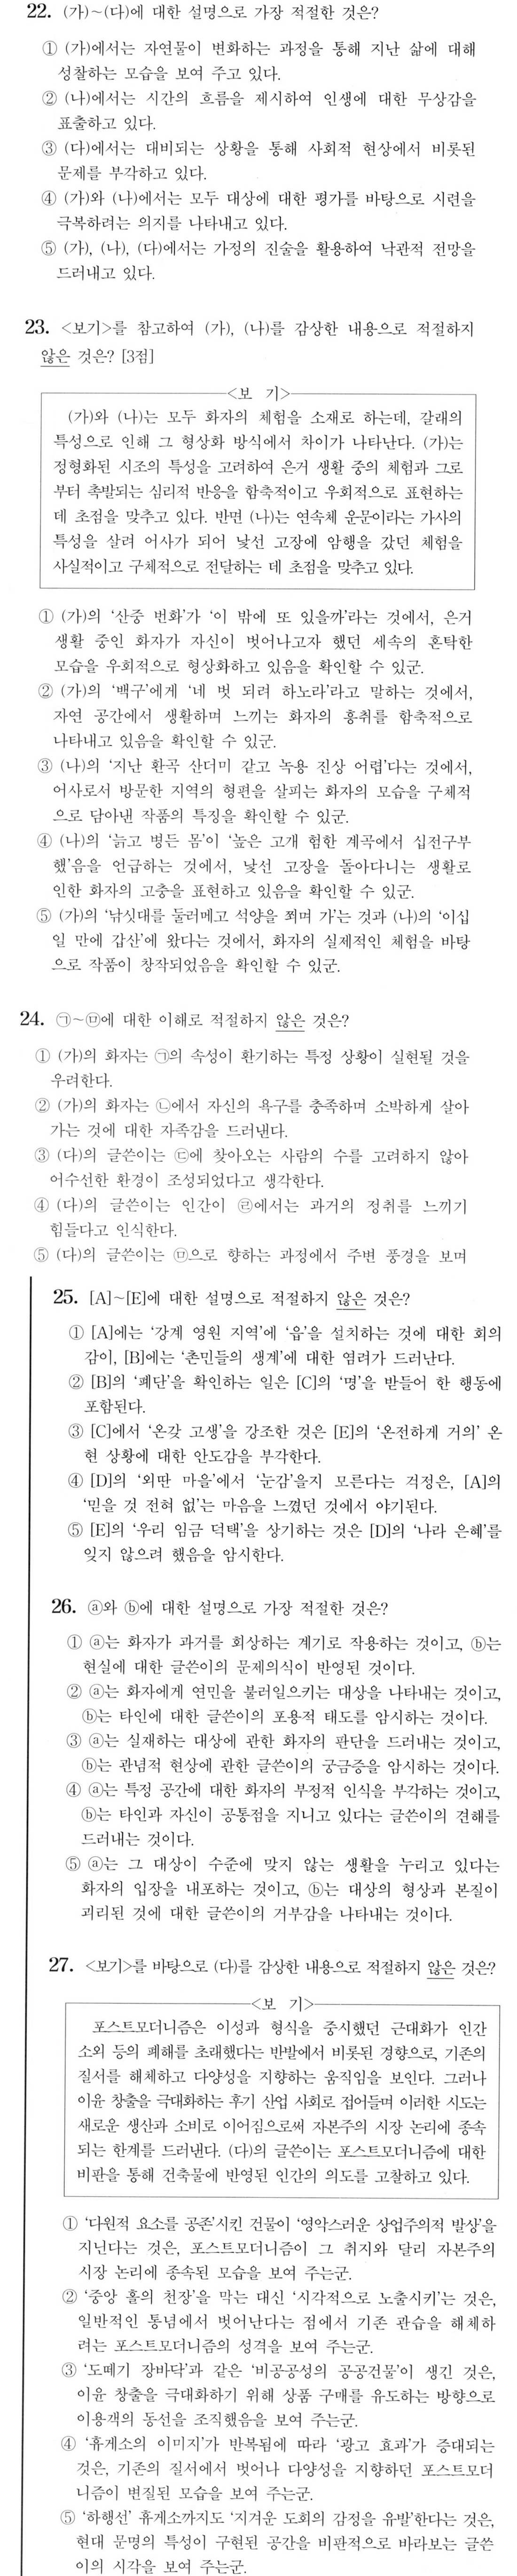 22. (가)~(다)에 대한 설명으로 가장 적절한 것은?
① (가)에서는 자연물이 변화하는 과정을 통해 지난 삶에 대해
성찰하는 모습을 보여 주고 있다.
② (나)에서는 시간의 흐름을 제시하여 인생에 대한 무상감을
표출하고 있다.
③ (다)에서는 대비되는 상황을 통해 사회적 현상에서 비롯된
문제를 부각하고 있다.
④ (가)와 (나)에서는 모두 대상에 대한 평가를 바탕으로 시련을
극복하려는 의지를 나타내고 있다.
⑤ (가), (나), (다)에서는 가정의 진술을 활용하여 낙관적 전망을
드러내고 있다.
23. <보기>를 참고하여 (가), (나)를 감상한 내용으로 적절하지
않은 것은? [3점]
<보 기>
(가)와 (나)는 모두 화자의 체험을 소재로 하는데, 갈래의
특성으로 인해 그 형상화 방식에서 차이가 나타난다. (가)는
정형화된 시조의 특성을 고려하여 은거 생활 중의 체험과 그로
부터 촉발되는 심리적 반응을 함축적이고 우회적으로 표현하는
데 초점을 맞추고 있다. 반면 (나)는 연속체 운문이라는 가사의
특성을 살려 어사가 되어 낯선 고장에 암행을 갔던 체험을
사실적이고 구체적으로 전달하는 데 초점을 맞추고 있다.
① (가)의 ‘산중 번화’가 ‘이 밖에 또 있을까’라는 것에서, 은거
생활 중인 화자가 자신이 벗어나고자 했던 세속의 혼탁한
모습을 우회적으로 형상화하고 있음을 확인할 수 있군.
② (가)의 ‘백구’에게 ‘네 벗 되려 하노라’라고 말하는 것에서,
자연 공간에서 생활하며 느끼는 화자의 흥취를 함축적으로
나타내고 있음을 확인할 수 있군.
③ (나)의 ‘지난 환곡 산더미 같고 녹용 진상 어렵’다는 것에서,
어사로서 방문한 지역의 형편을 살피는 화자의 모습을 구체적
으로 담아낸 작품의 특징을 확인할 수 있군.
④ (나)의 ‘늙고 병든 몸’이 ‘높은 고개 험한 계곡에서 십전구부
했’음을 언급하는 것에서, 낯선 고장을 돌아다니는 생활로
인한 화자의 고충을 표현하고 있음을 확인할 수 있군.
⑤ (가)의 ‘낚싯대를 둘러메고 석양을 쬐며 가’는 것과 (나)의 ‘이십
일 만에 갑산’에 왔다는 것에서, 화자의 실제적인 체험을 바탕
으로 작품이 창작되었음을 확인할 수 있군.
24. ㉠~㉤에 대한 이해로 적절하지 않은 것은?
① (가)의 화자는 ㉠의 속성이 환기하는 특정 상황이 실현될 것을
우려한다.
② (가)의 화자는 ㉡에서 자신의 욕구를 충족하며 소박하게 살아
가는 것에 대한 자족감을 드러낸다.
③ (다)의 글쓴이는 ㉢에 찾아오는 사람의 수를 고려하지 않아
어수선한 환경이 조성되었다고 생각한다.
④ (다)의 글쓴이는 인간이 ㉣에서는 과거의 정취를 느끼기
힘들다고 인식한다.
⑤ (다)의 글쓴이는 ㉤으로 향하는 과정에서 주변 풍경을 보며
25. [A]~[E]에 대한 설명으로 적절하지 않은 것은?
① [A]에는 ‘강계 영원 지역’에 ‘읍’을 설치하는 것에 대한 회의
감이, [B]에는 ‘촌민들의 생계’에 대한 염려가 드러난다.
② [B]의 ‘폐단’을 확인하는 일은 [C]의 ‘명’을 받들어 한 행동에
포함된다.
③ [C]에서 ‘온갖 고생’을 강조한 것은 [E]의 ‘온전하게 거의’ 온
현 상황에 대한 안도감을 부각한다.
④ [D]의 ‘외딴 마을’에서 ‘눈감’을지 모른다는 걱정은, [A]의
‘믿을 것 전혀 없’는 마음을 느꼈던 것에서 야기된다.
⑤ [E]의 ‘우리 임금 덕택’을 상기하는 것은 [D]의 ‘나라 은혜’를
잊지 않으려 했음을 암시한다.
26. ⓐ와 ⓑ에 대한 설명으로 가장 적절한 것은?
① ⓐ는 화자가 과거를 회상하는 계기로 작용하는 것이고, ⓑ는
현실에 대한 글쓴이의 문제의식이 반영된 것이다.
② ⓐ는 화자에게 연민을 불러일으키는 대상을 나타내는 것이고,
ⓑ는 타인에 대한 글쓴이의 포용적 태도를 암시하는 것이다.
③ ⓐ는 실재하는 대상에 관한 화자의 판단을 드러내는 것이고,
ⓑ는 관념적 현상에 관한 글쓴이의 궁금증을 암시하는 것이다.
④ ⓐ는 특정 공간에 대한 화자의 부정적 인식을 부각하는 것이고,
ⓑ는 타인과 자신이 공통점을 지니고 있다는 글쓴이의 견해를
드러내는 것이다.
⑤ ⓐ는 그 대상이 수준에 맞지 않는 생활을 누리고 있다는
화자의 입장을 내포하는 것이고, ⓑ는 대상의 형상과 본질이
괴리된 것에 대한 글쓴이의 거부감을 나타내는 것이다.
27. <보기>를 바탕으로 (다)를 감상한 내용으로 적절하지 않은 것은?
<보 기>
포스트모더니즘은 이성과 형식을 중시했던 근대화가 인간
소외 등의 폐해를 초래했다는 반발에서 비롯된 경향으로, 기존의
질서를 해체하고 다양성을 지향하는 움직임을 보인다. 그러나
이윤 창출을 극대화하는 후기 산업 사회로 접어들며 이러한 시도는
새로운 생산과 소비로 이어짐으로써 자본주의 시장 논리에 종속
되는 한계를 드러낸다. (다)의 글쓴이는 포스트모더니즘에 대한
비판을 통해 건축물에 반영된 인간의 의도를 고찰하고 있다.
① ‘다원적 요소를 공존’시킨 건물이 ‘영악스러운 상업주의적 발상’을
지닌다는 것은, 포스트모더니즘이 그 취지와 달리 자본주의
시장 논리에 종속된 모습을 보여 주는군.
② ‘중앙 홀의 천장’을 막는 대신 ‘시각적으로 노출시키’는 것은,
일반적인 통념에서 벗어난다는 점에서 기존 관습을 해체하
려는 포스트모더니즘의 성격을 보여 주는군.
③ ‘도떼기 장바닥’과 같은 ‘비공공성의 공공건물’이 생긴 것은,
이윤 창출을 극대화하기 위해 상품 구매를 유도하는 방향으로
이용객의 동선을 조직했음을 보여 주는군.
④ ‘휴게소의 이미지’가 반복됨에 따라 ‘광고 효과’가 증대되는
것은, 기존의 질서에서 벗어나 다양성을 지향하던 포스트모더
니즘이 변질된 모습을 보여 주는군.
⑤ ‘하행선’ 휴게소까지도 ‘지겨운 도회의 감정을 유발’한다는 것은,
현대 문명의 특성이 구현된 공간을 비판적으로 바라보는 글쓴
이의 시각을 보여 주는군.